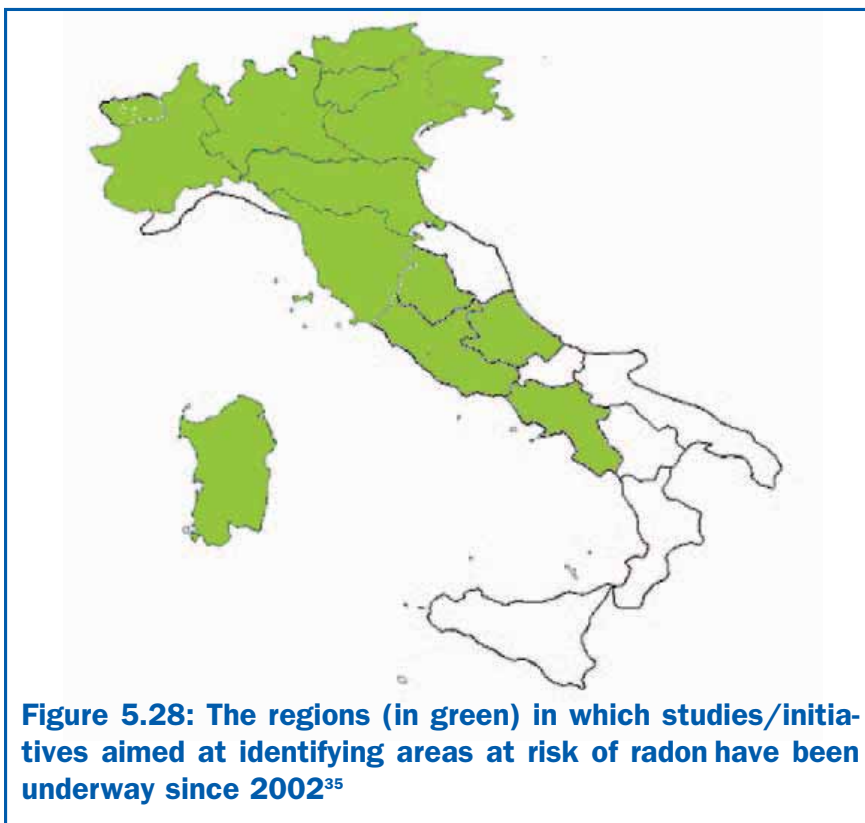 Figure 5.28: The regions (in green) in which studies/initia-
tives aimed at identifying areas at risk of radon have been
underway since 2002³⁵